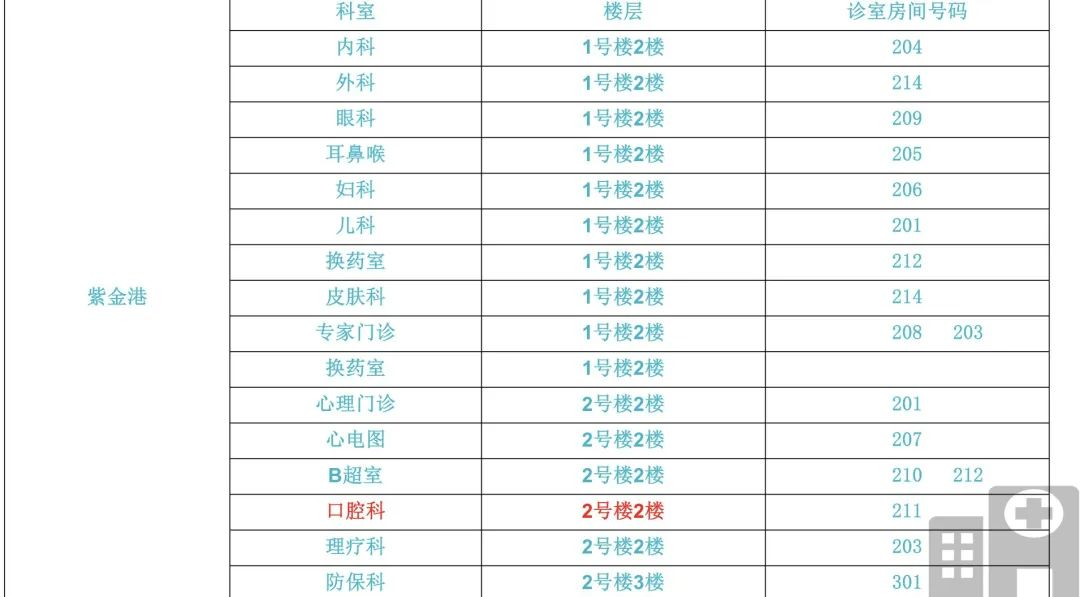 科室 楼层 诊室房间号码
内科 1号楼2楼 204
外科 1号楼2楼 214
眼科 1号楼2楼 209
耳鼻喉 1号楼2楼 205
妇科 1号楼2楼 206
儿科 1号楼2楼 201
换药室 1号楼2楼 212
紫金港
皮肤科 1号楼2楼 214
专家门诊 1号楼2楼 208 203
换药室 1号楼2楼
心理门诊 2号楼2楼 201
心电图 2号楼2楼 207
B超室 2号楼2楼 210 212
口腔科 2号楼2楼 211
理疗科 2号楼2楼 203
防保科 2号楼3楼 301